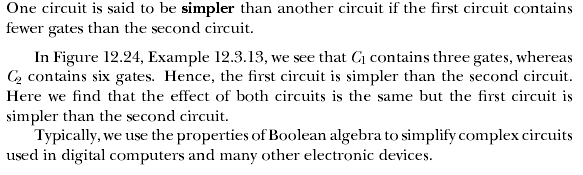 One circuit is said to be simpler than another circuit if the first circuit contains
fewer gates than the second circuit.
In Figure 12.24, Example 12.3.13, we see that C₁ contains three gates, whereas
C₂ contains six gates. Hence, the first circuit is simpler than the second circuit.
Here we find that the effect of both circuits is the same but the first circuit is
simpler than the second circuit.
Typically, we use the properties of Boolean algebra to simplify complex circuits
used in digital computers and many other electronic devices.